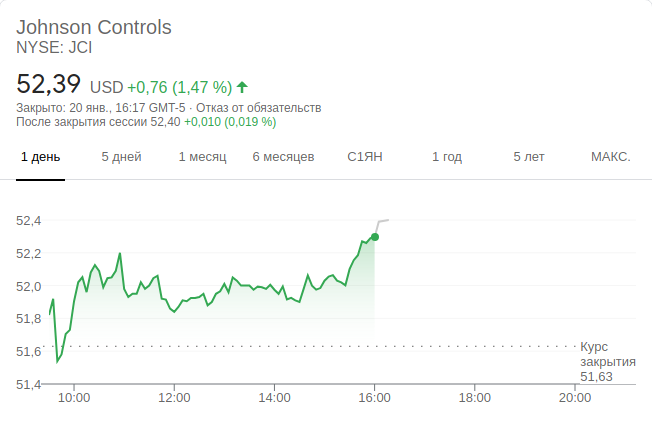 Johnson Controls
NYSE: JCI
52,39 USD +0,76 (1,47 %)
Закрыто: 20 янв., 16:17 GMT-5 · Отказ от обязательств
После закрытия сессии 52,40 +0,010 (0,019 %)
1 день 5 дней 1 месяц 6 месяцев С1ЯН 1 год 5 лет МАКС.
52,4
52,2
52,0
51,8
51,6
51,4
Курс
закрытия
51,63
10:00 12:00 14:00 16:00 18:00 20:00